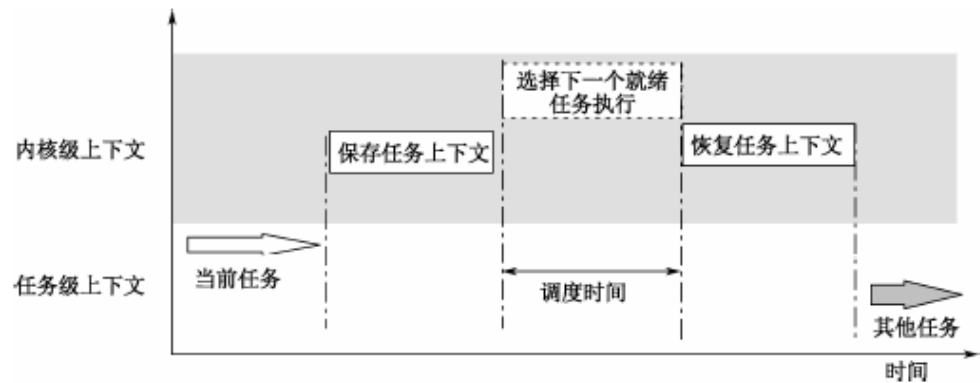 选择下一个就绪
任务执行
内核级上下文
保存任务上下文
恢复任务上下文
当前任务
任务级上下文
调度时间
其他任务
时间